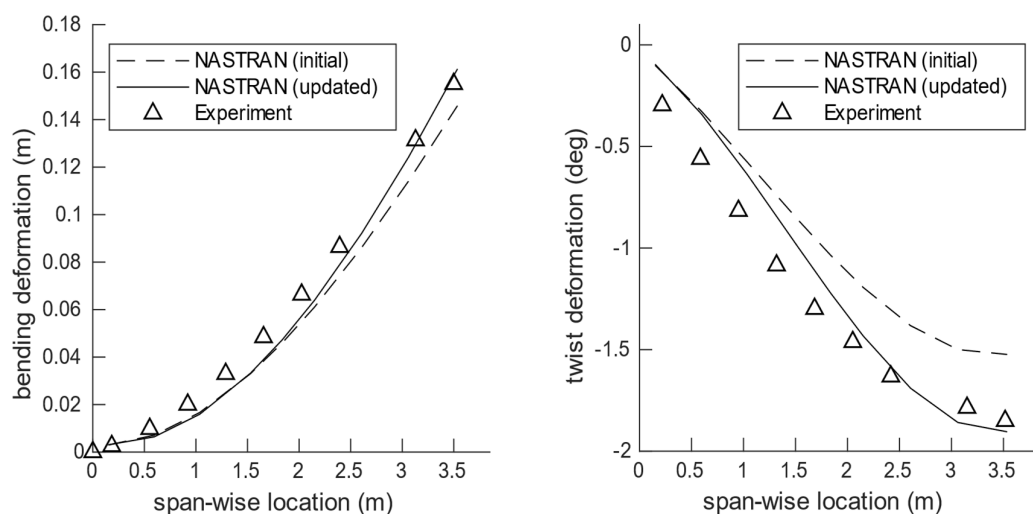 0.18
0.16
0.14
0.12
0.1
0.08
0.06
0.04
0.02
0
bending deformation (m)
NASTRAN (initial)
NASTRAN (updated)
Experiment
0 0.5 1 1.5 2 2.5 3 3.5
span-wise location (m)
0
-0.5
-1
-1.5
-2
twist deformation (deg)
NASTRAN (initial)
NASTRAN (updated)
Experiment
0 0.5 1 1.5 2 2.5 3 3.5
span-wise location (m)